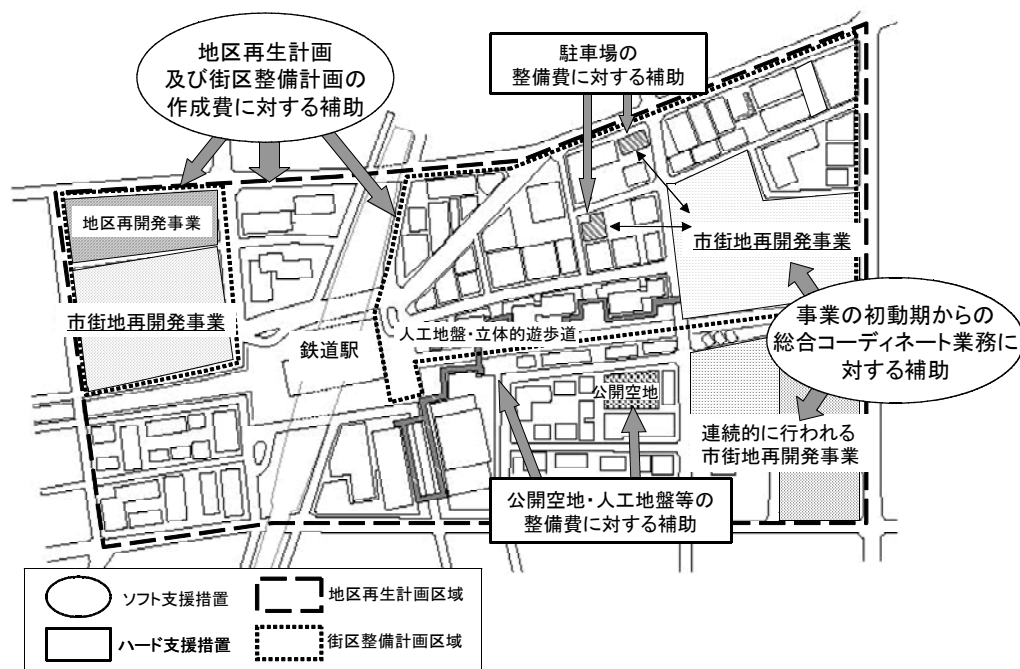 地区再生計画
及び街区整備計画の
作成費に対する補助
駐車場の
整備費に対する補助
地区再開発事業
市街地再開発事業
市街地再開発事業
鉄道駅
人工地盤・立体的遊歩道
事業の初動期からの
総合コーディネート業務に
対する補助
公開空地
連続的に行われる
市街地再開発事業
公開空地・人工地盤等の
整備費に対する補助
ソフト支援措置
地区再生計画区域
ハード支援措置
街区整備計画区域